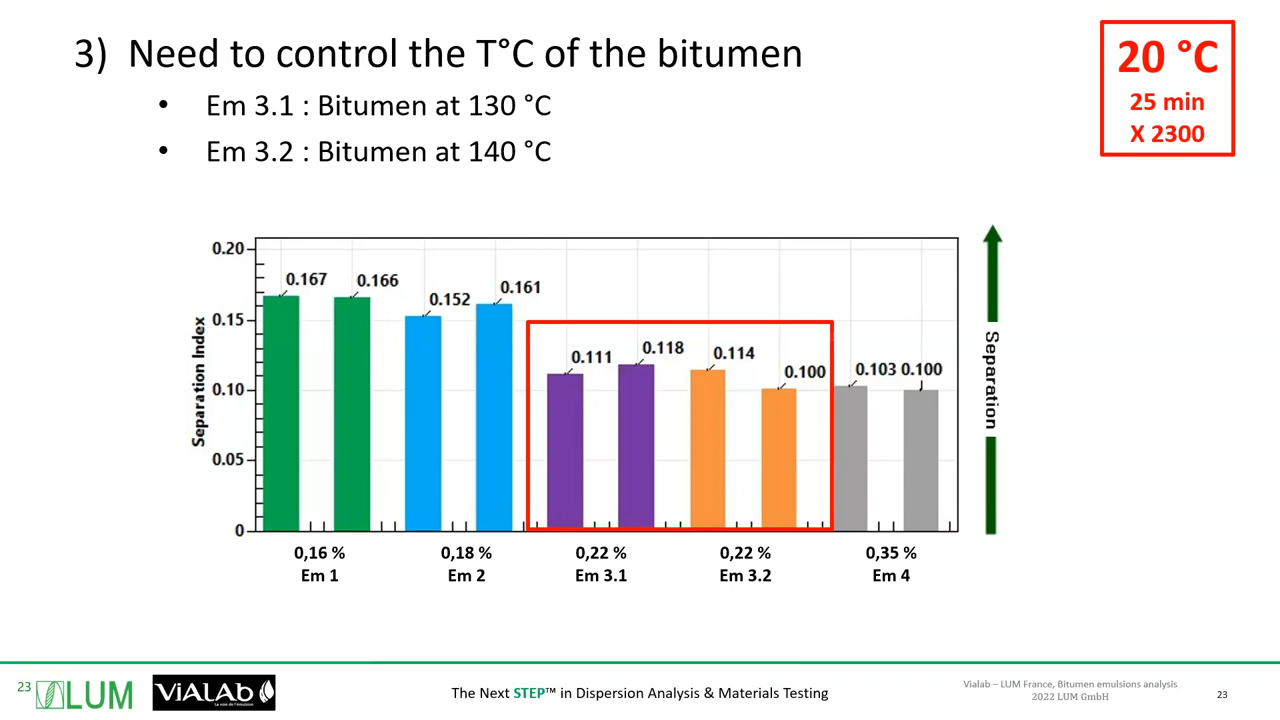 3) Need to control the T°C of the bitumen
• Em 3.1 : Bitumen at 130 °C
• Em 3.2 : Bitumen at 140 °C
20 °C
25 min
X 2300
Separation Index
0.20
0.15
0.10
0.05
0
0.167
0.166
0.152
0.161
0.111
0.118
0.114
0.100
0.103
0.100
Separation
0,16 %
Em 1
0,18 %
Em 2
0,22 %
Em 3.1
0,22 %
Em 3.2
0,35 %
Em 4
23
LUM
ViALAb
La voie de l'émulsion
The Next STEP™ in Dispersion Analysis & Materials Testing
Vialab – LUM France, Bitumen emulsions analysis
2022 LUM GmbH
23